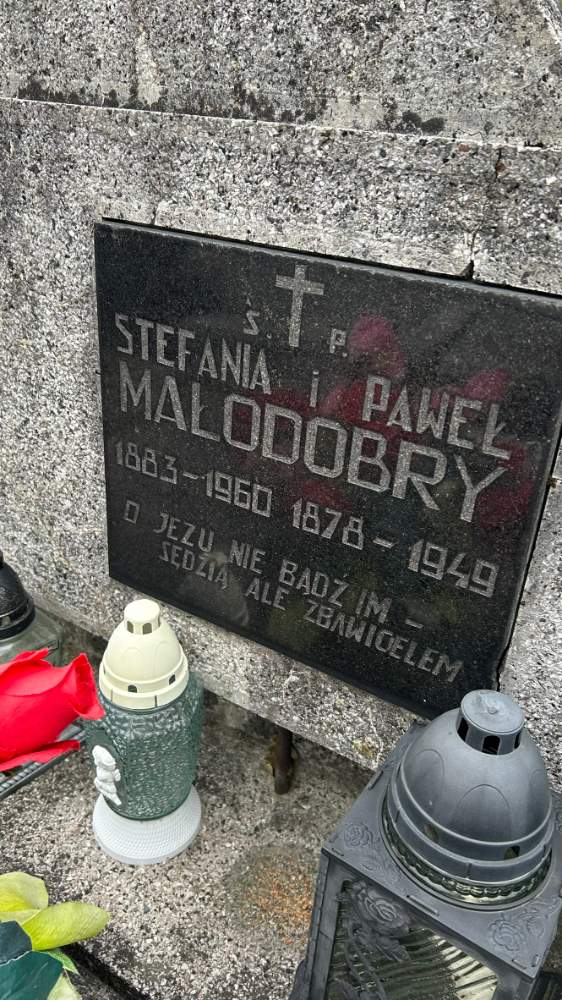 Ś. P.
STEFANIA i PAWEŁ
MAŁODOBRY
1883-1960 1878-1949
O JEZU NIE BĄDŹ IM -
SĘDZIĄ ALE ZBAWICIELEM